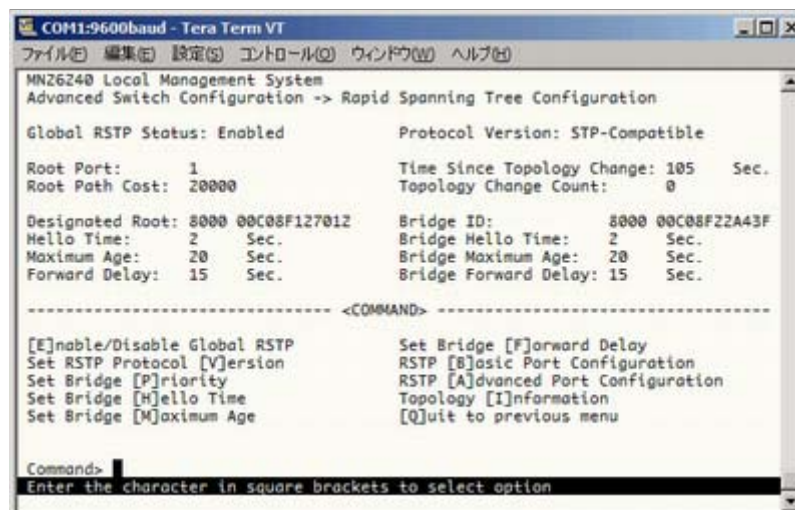 COM1:9600baud - Tera Term VT
ファイル(F) 編集(E) 設定(S) コントロール(O) ウィンドウ(W) ヘルプ(H)
MN26240 Local Management System
Advanced Switch Configuration -> Rapid Spanning Tree Configuration
Global RSTP Status: Enabled Protocol Version: STP-Compatible
Root Port: 1 Time Since Topology Change: 105 Sec.
Root Path Cost: 20000 Topology Change Count: 0
Designated Root: 8000 00C08F127012 Bridge ID: 8000 00C08F22A43F
Hello Time: 2 Sec. Bridge Hello Time: 2 Sec.
Maximum Age: 20 Sec. Bridge Maximum Age: 20 Sec.
Forward Delay: 15 Sec. Bridge Forward Delay: 15 Sec.
-------------------------------- <COMMAND> -----------------------------------
[E]nable/Disable Global RSTP Set Bridge [F]orward Delay
Set RSTP Protocol [V]ersion RSTP [B]asic Port Configuration
Set Bridge [P]riority RSTP [A]dvanced Port Configuration
Set Bridge [H]ello Time Topology [I]nformation
Set Bridge [M]aximum Age [Q]uit to previous menu
Command>
Enter the character in square brackets to select option